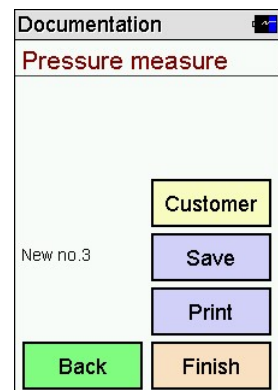 Documentation
Pressure measure
Customer
New no.3
Save
Print
Back
Finish